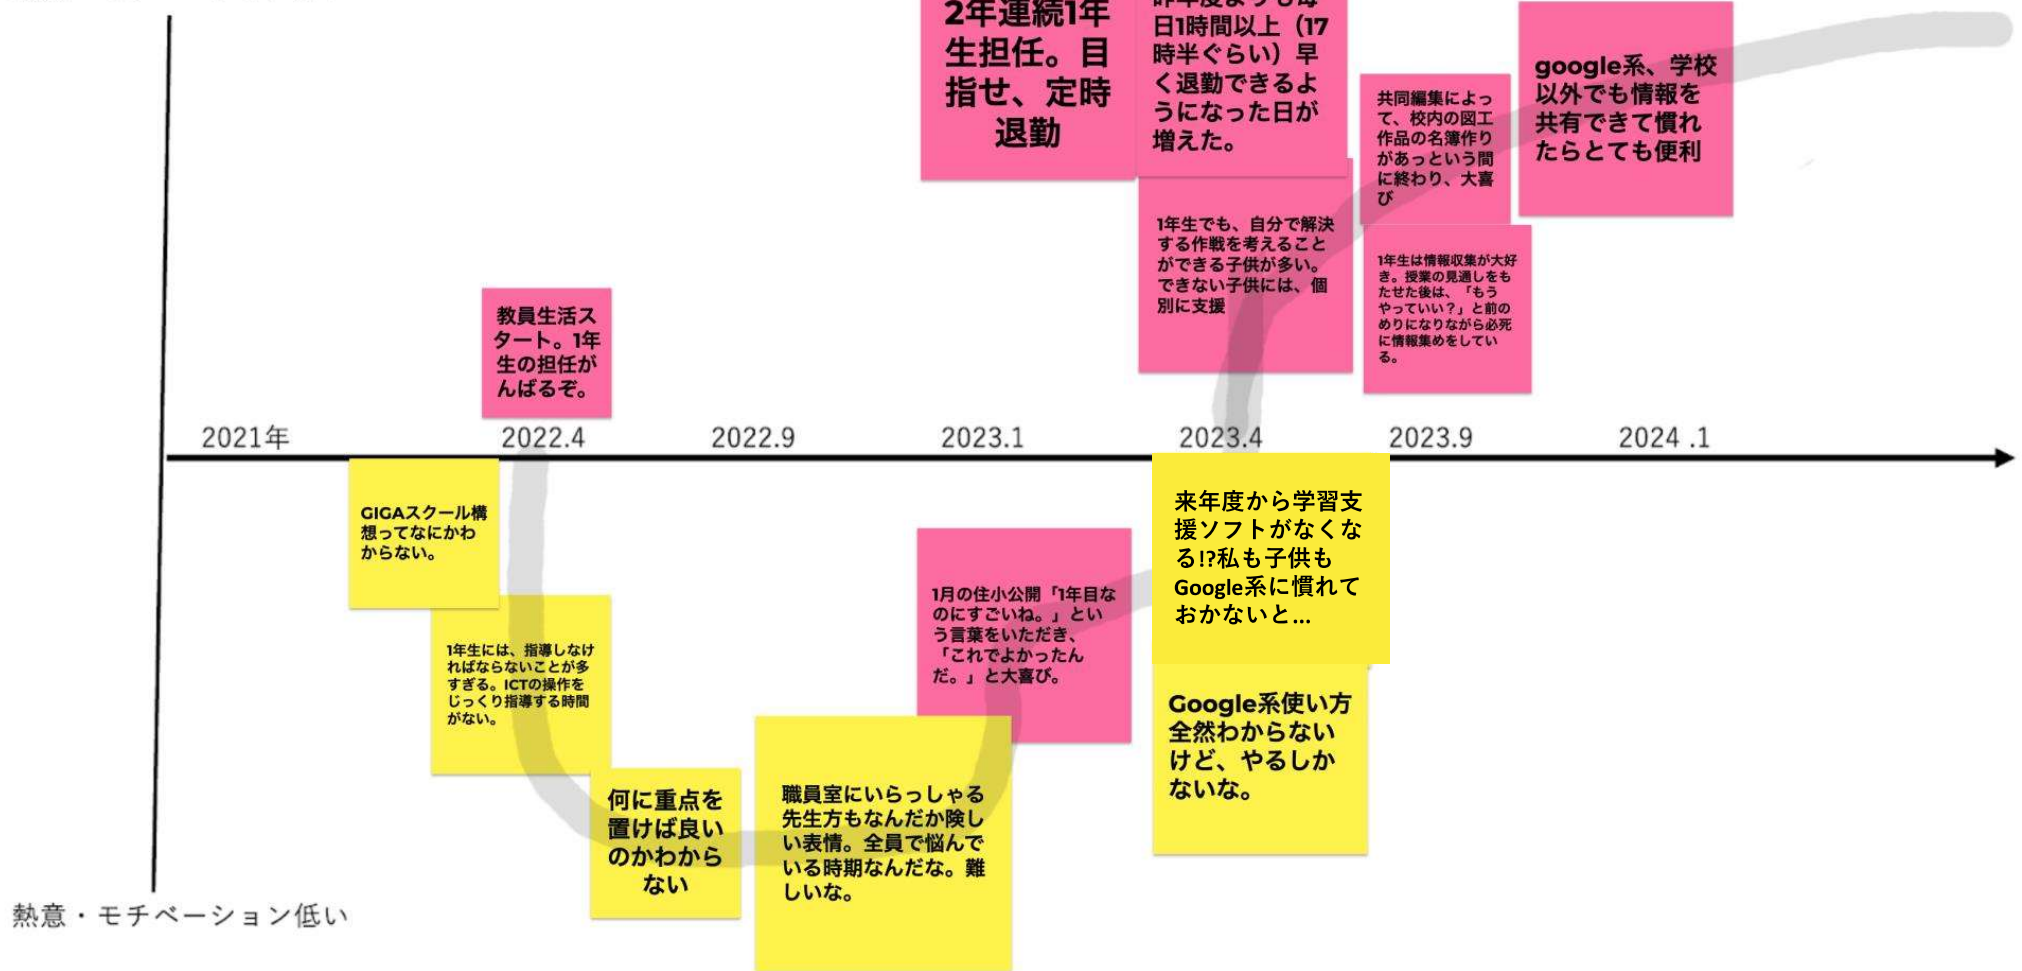 2年連続1年
生担任。目
指せ、定時
退勤
日1時間以上（17
時半ぐらい）早
く退勤できるよ
うになった日が
増えた。
google系、学校
以外でも情報を
共有できて慣れ
たらとても便利
共同編集によっ
て、校内の図工
作品の名簿作り
があっという間
に終わり、大喜
び
1年生でも、自分で解決
する作戦を考えること
ができる子供が多い。
できない子供には、個
別に支援
1年生は情報収集が大好
き。授業の見通しをも
たせた後は、「もう
やっていい？」と前の
めりになりながら必死
に情報集めをしてい
る。
教員生活ス
タート。1年
生の担任が
んばるぞ。
2021年
2022.4
2022.9
2023.1
2023.4
2023.9
2024 .1
GIGAスクール構
想ってなにかわ
からない。
1年生には、指導しなけ
ればならないことが多
すぎる。ICTの操作を
じっくり指導する時間
がない。
何に重点を
置けば良い
のかわから
ない
職員室にいらっしゃる
先生方もなんだか険し
い表情。全員で悩んで
いる時期なんだな。難
しいな。
1月の住小公開「1年目な
のにすごいね。」とい
う言葉をいただき、
「これでよかったん
だ。」と大喜び。
来年度から学習支
援ソフトがなくな
る!?私も子供も
Google系に慣れて
おかないと...
Google系使い方
全然わからない
けど、やるしか
ないな。
熱意・モチベーション低い